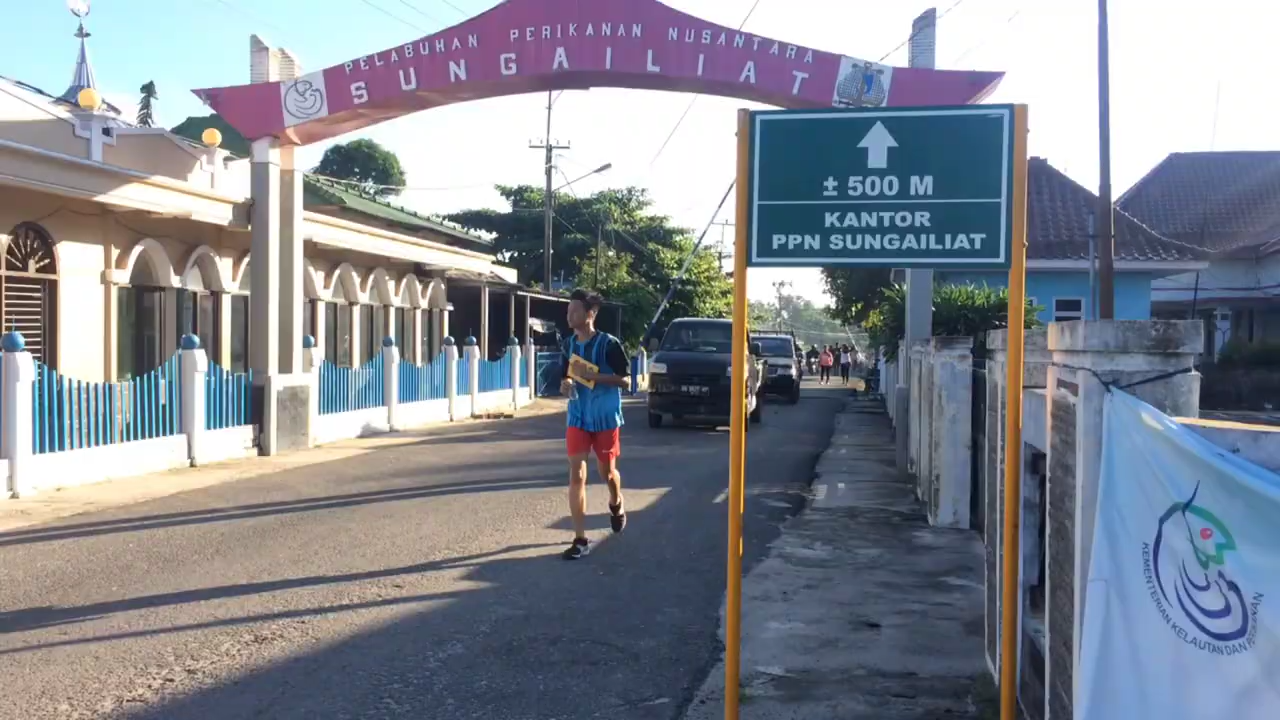 PELABUHAN PERIKANAN NUSANTARA
SUNGAILIAT
± 500 M
KANTOR
PPN SUNGAILIAT
KEMENTERIAN KELAUTAN DAN PERIKANAN